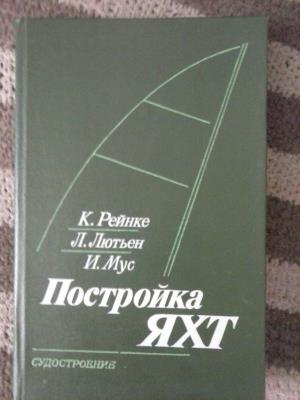 К. Рейнке
Л. Лютьен
И. Мус
Постройка
ЯХТ
СУДОСТРОЕНИЕ